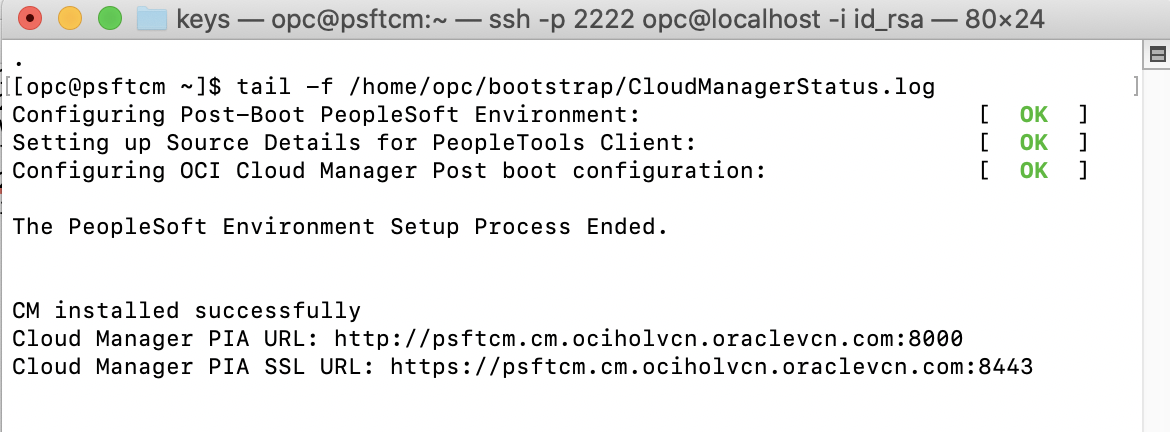 keys — opc@psftcm:~ — ssh -p 2222 opc@localhost -i id_rsa — 80×24
.
[[opc@psftcm ~]$ tail -f /home/opc/bootstrap/CloudManagerStatus.log ]
Configuring Post-Boot PeopleSoft Environment: [ OK ]
Setting up Source Details for PeopleTools Client: [ OK ]
Configuring OCI Cloud Manager Post boot configuration: [ OK ]
The PeopleSoft Environment Setup Process Ended.
CM installed successfully
Cloud Manager PIA URL: http://psftcm.cm.ociholvcn.oraclevcn.com:8000
Cloud Manager PIA SSL URL: https://psftcm.cm.ociholvcn.oraclevcn.com:8443